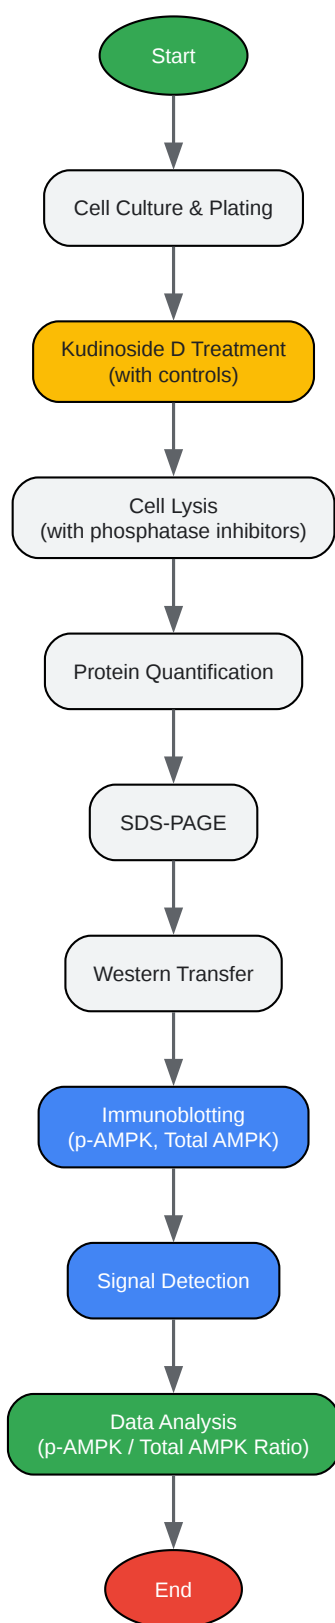 Start
Cell Culture & Plating
Kudinoside D Treatment
(with controls)
Cell Lysis
(with phosphatase inhibitors)
Protein Quantification
SDS-PAGE
Western Transfer
Immunoblotting
(p-AMPK, Total AMPK)
Signal Detection
Data Analysis
(p-AMPK / Total AMPK Ratio)
End